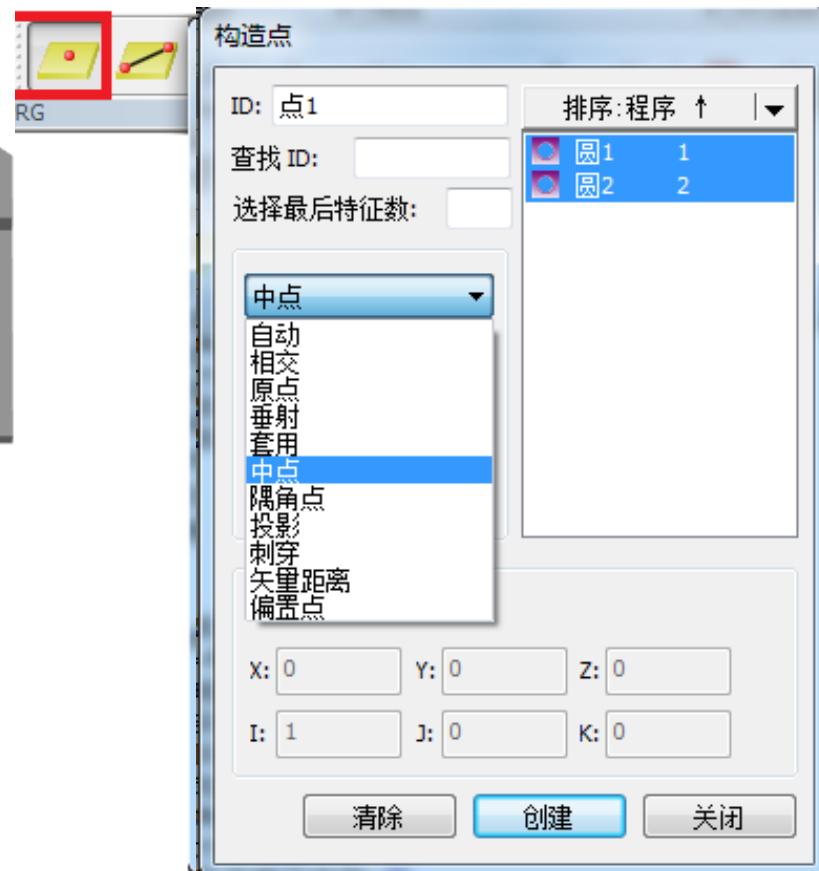 RG
构造点
ID: 点1
排序:程序 ↑
查找 ID:
圆1 1
圆2 2
选择最后特征数:
中点
自动
相交
原点
垂射
套用
中点
隅角点
投影
刺穿
矢量距离
偏置点
X: 0 Y: 0 Z: 0
I: 1 J: 0 K: 0
清除 创建 关闭